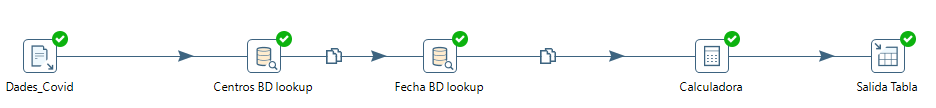 Dades_Covid
Centros BD lookup
Fecha BD lookup
Calculadora
Salida Tabla